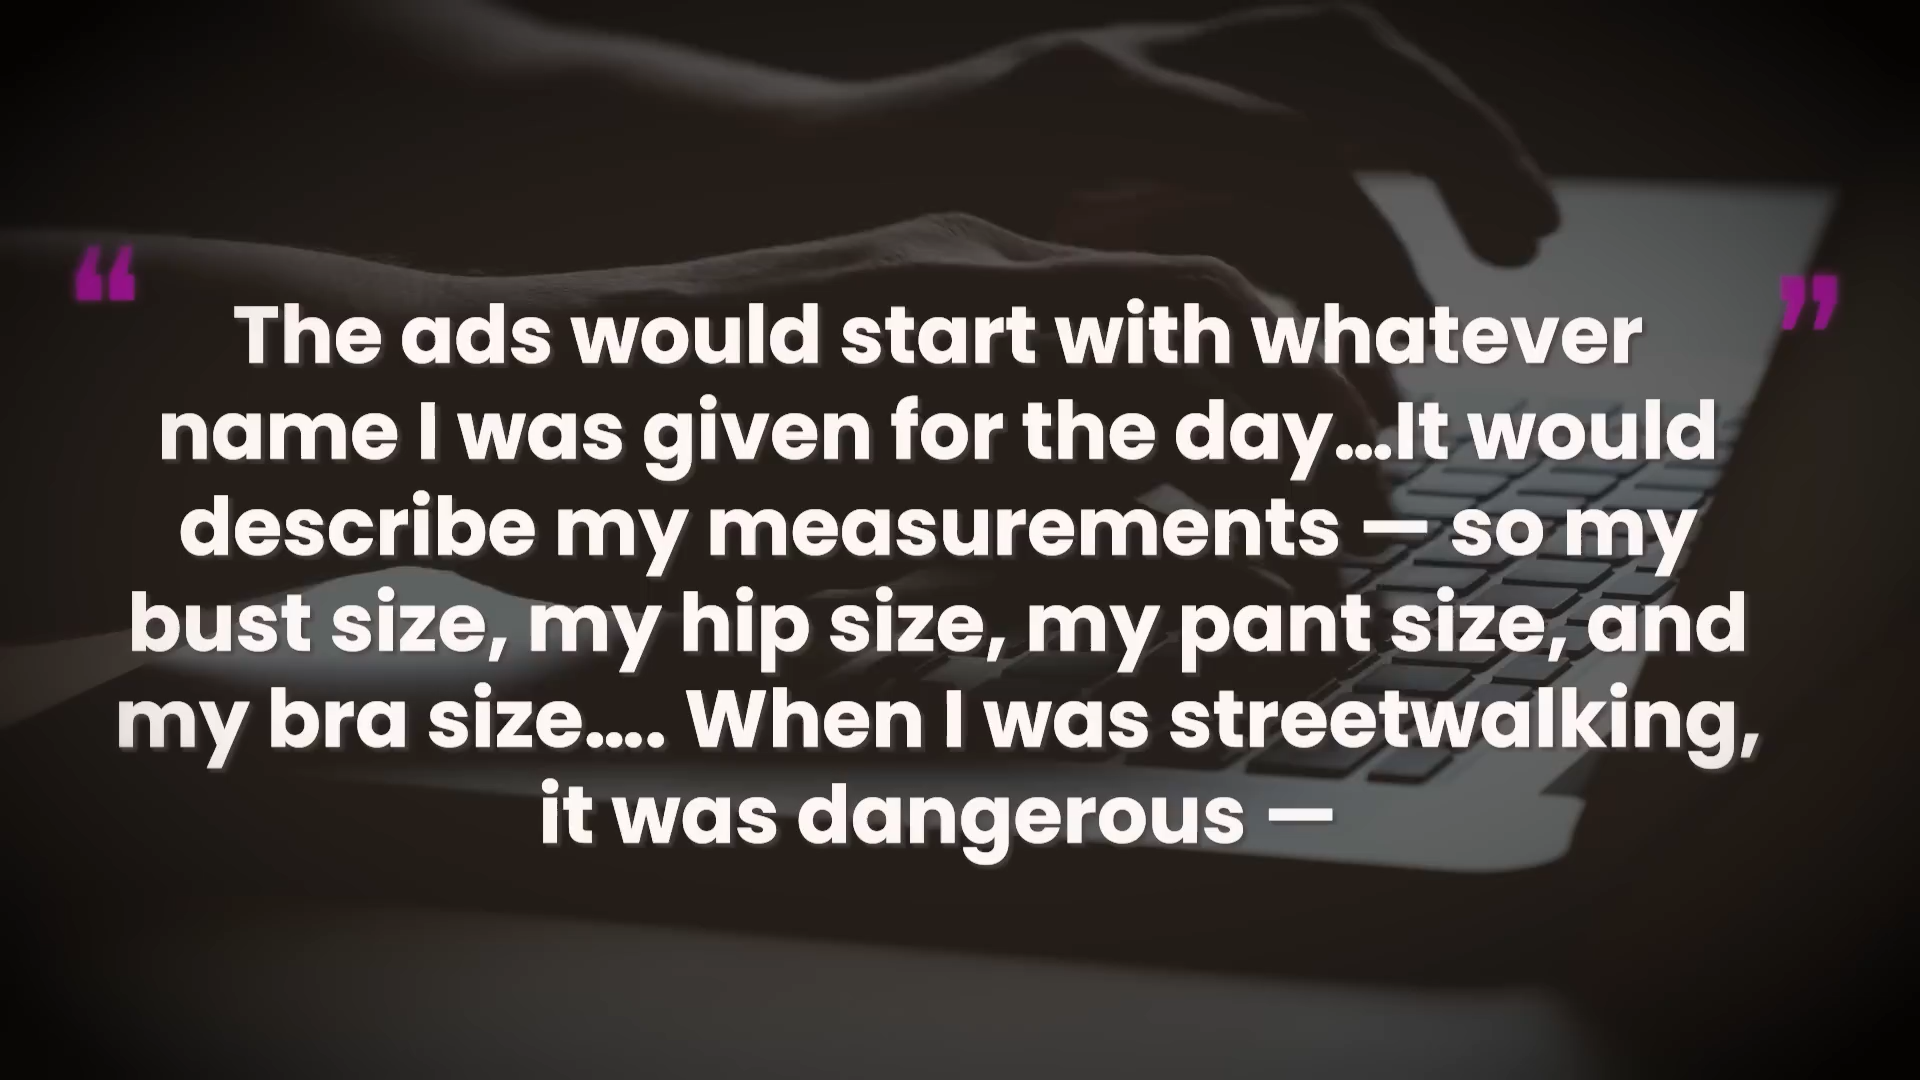 “The ads would start with whatever ”
name I was given for the day...It would
describe my measurements — so my
bust size, my hip size, my pant size, and
my bra size.... When I was streetwalking,
it was dangerous —